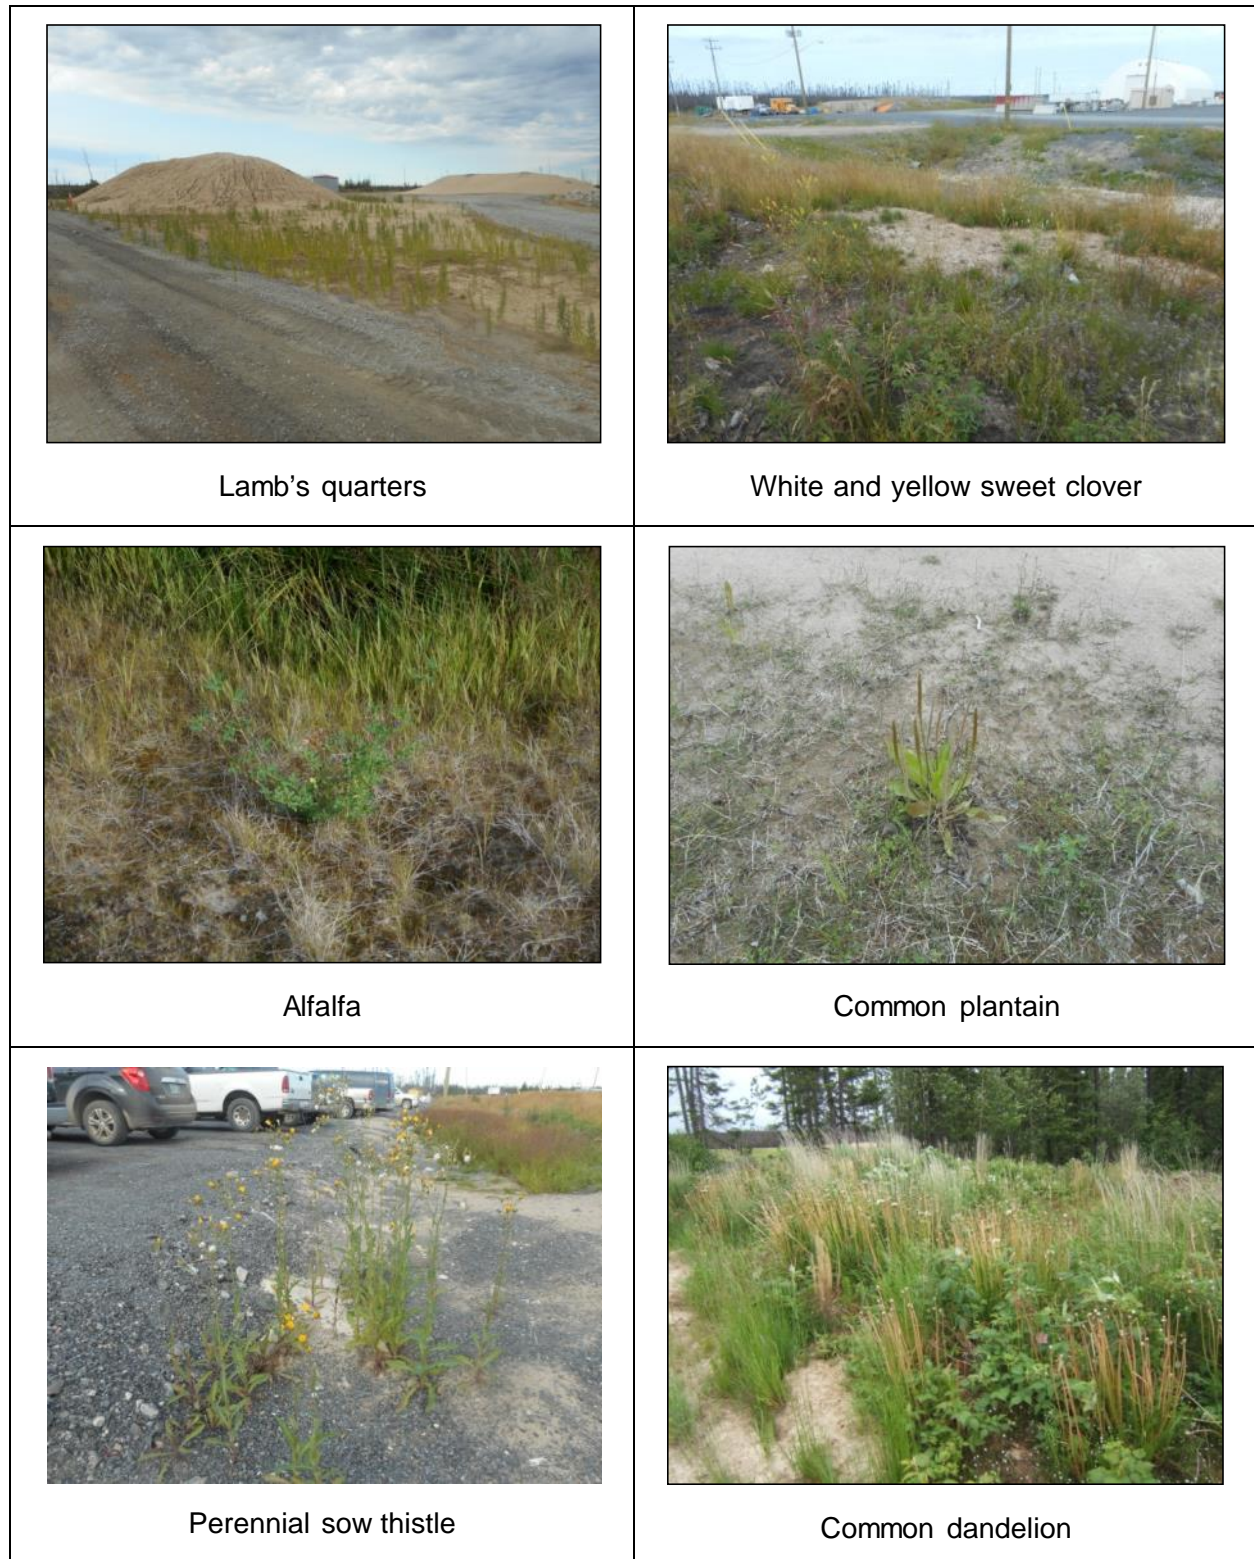 Lamb's quarters
White and yellow sweet clover
Alfalfa
Common plantain
Perennial sow thistle
Common dandelion